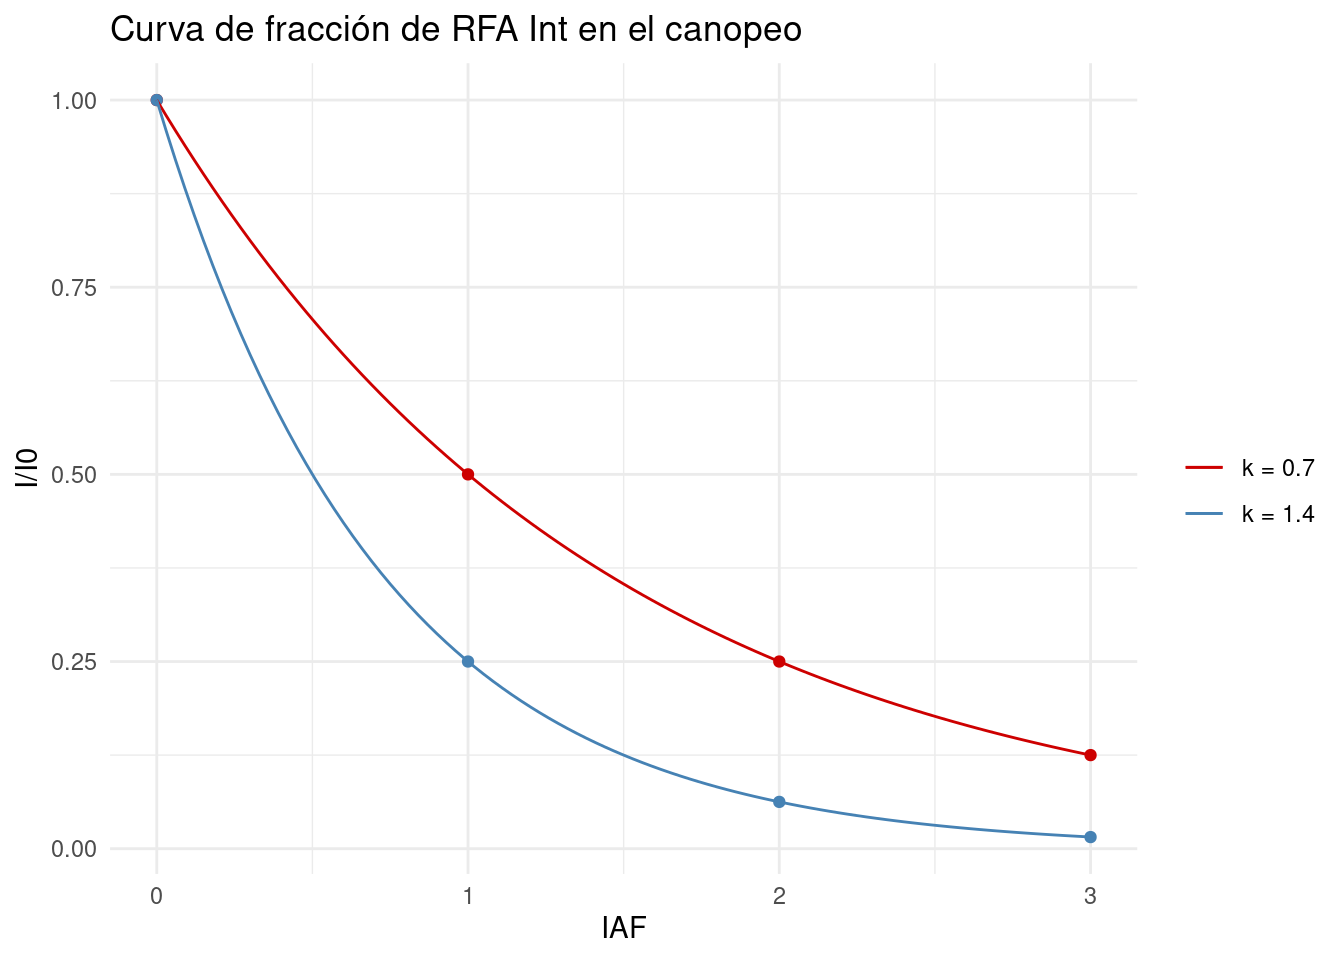 Curva de fracción de RFA Int en el canopeo
1.00
0.75
0.50
0.25
0.00
I/I0
0 1 2 3
IAF
k = 0.7
k = 1.4